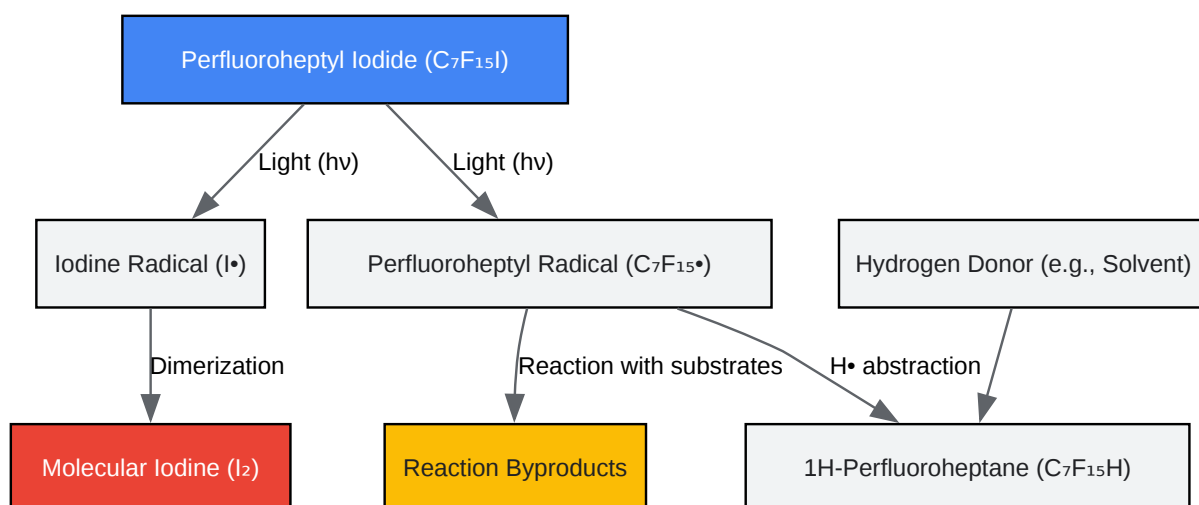 Perfluoroheptyl Iodide (C₇F₁₅I)
Light (hν)
Light (hν)
Iodine Radical (I•)
Perfluoroheptyl Radical (C₇F₁₅•)
Hydrogen Donor (e.g., Solvent)
Dimerization
Reaction with substrates
H• abstraction
Molecular Iodine (I₂)
Reaction Byproducts
1H-Perfluoroheptane (C₇F₁₅H)